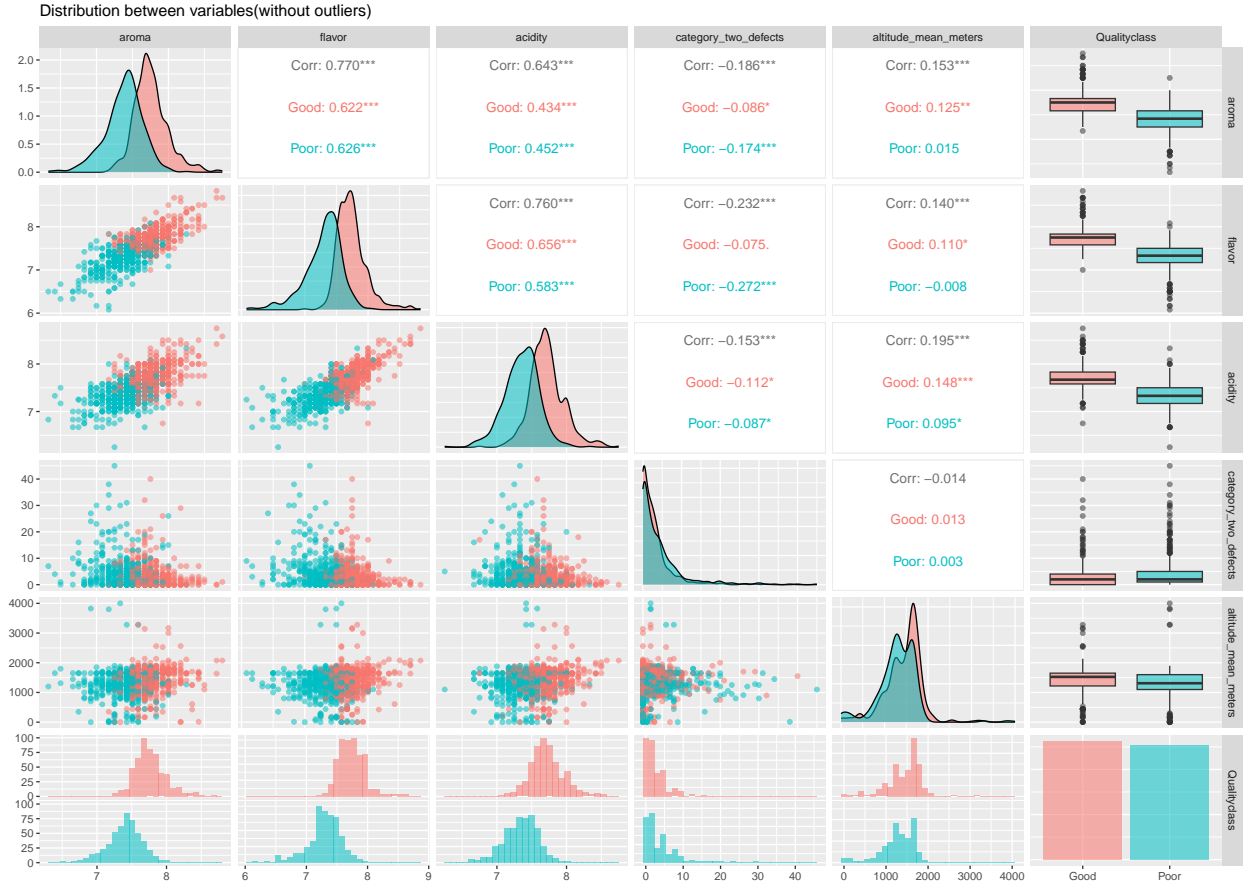 Distribution between variables(without outliers)
aroma flavor acidity category_two_defects altitude_mean_meters Qualityclass
2.0
1.5
1.0
0.5
0.0
Corr: 0.770*** Corr: 0.643*** Corr: −0.186*** Corr: 0.153***
Good: 0.622*** Good: 0.434*** Good: −0.086* Good: 0.125**
Poor: 0.626*** Poor: 0.452*** Poor: −0.174*** Poor: 0.015
aroma
8
7
6
Corr: 0.760*** Corr: −0.232*** Corr: 0.140***
Good: 0.656*** Good: −0.075. Good: 0.110*
Poor: 0.583*** Poor: −0.272*** Poor: −0.008
flavor
8
7
Corr: −0.153*** Corr: 0.195***
Good: −0.112* Good: 0.148***
Poor: −0.087* Poor: 0.095*
acidity
40
30
20
10
0
Corr: −0.014
Good: 0.013
Poor: 0.003
category_two_defects
4000
3000
2000
1000
0
altitude_mean_meters
100
75
50
25
0
100
75
50
25
0
Qualityclass
7 8 6 7 8 9 7 8 0 10 20 30 40 0 1000 2000 3000 4000 Good Poor